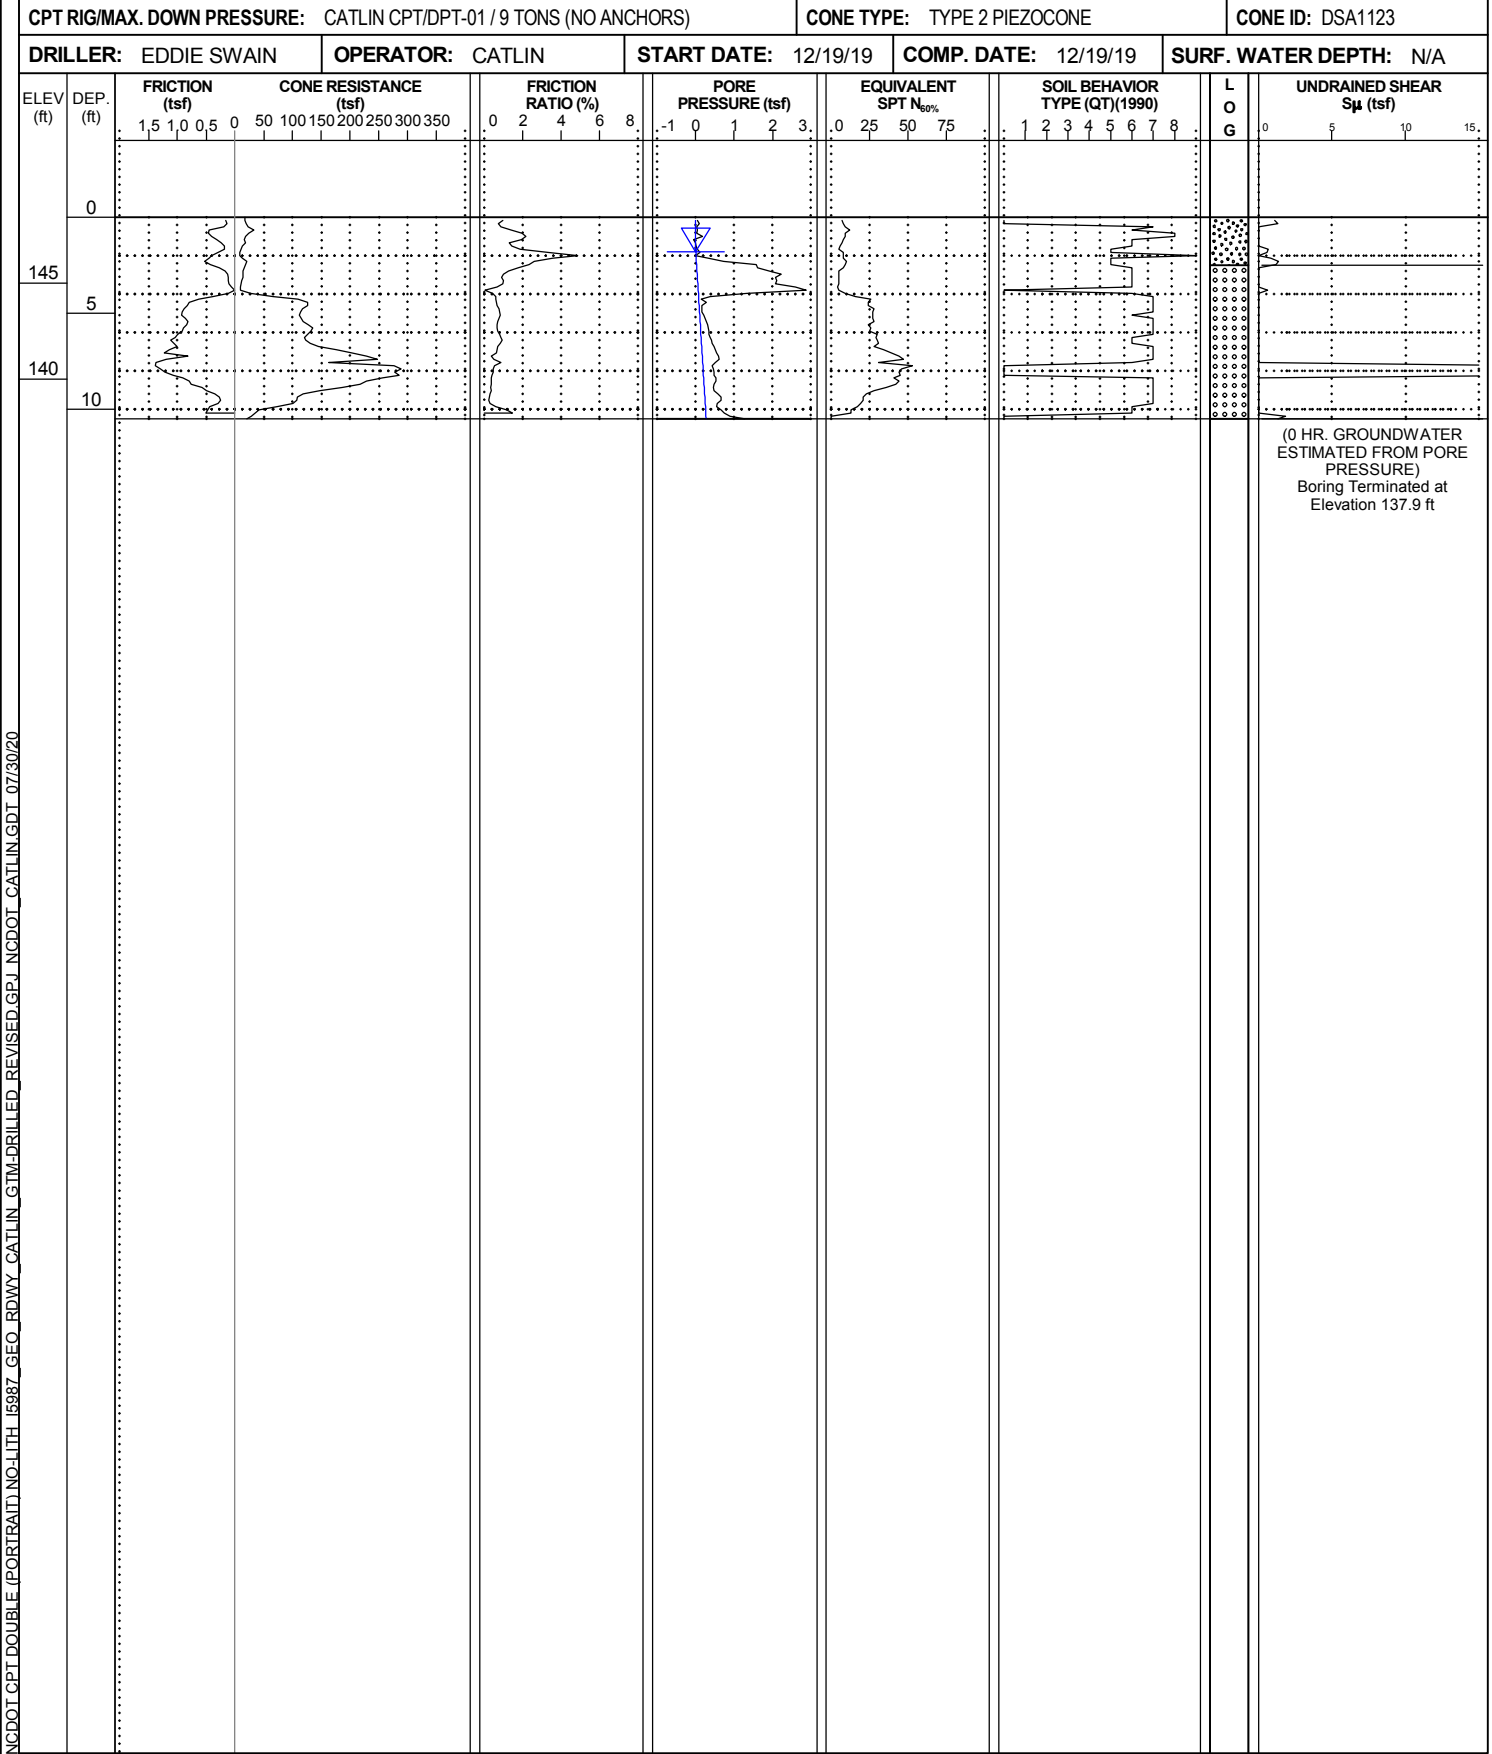 CPT RIG/MAX. DOWN PRESSURE: CATLIN CPT/DPT-01 / 9 TONS (NO ANCHORS) CONE TYPE: TYPE 2 PIEZOCONE CONE ID: DSA1123
DRILLER: EDDIE SWAIN OPERATOR: CATLIN START DATE: 12/19/19 COMP. DATE: 12/19/19 SURF. WATER DEPTH: N/A
ELEV (ft)
DEP. (ft)
FRICTION (tsf)
1.5 1.0 0.5 0
CONE RESISTANCE (tsf)
50 100 150 200 250 300 350
FRICTION RATIO (%)
0 2 4 6 8
PORE PRESSURE (tsf)
-1 0 1 2 3
EQUIVALENT SPT N60%
0 25 50 75
SOIL BEHAVIOR TYPE (QT)(1990)
1 2 3 4 5 6 7 8
L
O
G
UNDRAINED SHEAR Sμ (tsf)
0 5 10 15
0
145
5
140
10
(0 HR. GROUNDWATER
ESTIMATED FROM PORE
PRESSURE)
Boring Terminated at
Elevation 137.9 ft
NCDOT CPT DOUBLE (PORTRAIT) NO-LITH I5987_GEO_RDWY_CATLIN_GTM-DRILLED_REVISED.GPJ NCDOT_CATLIN.GDT 07/30/20